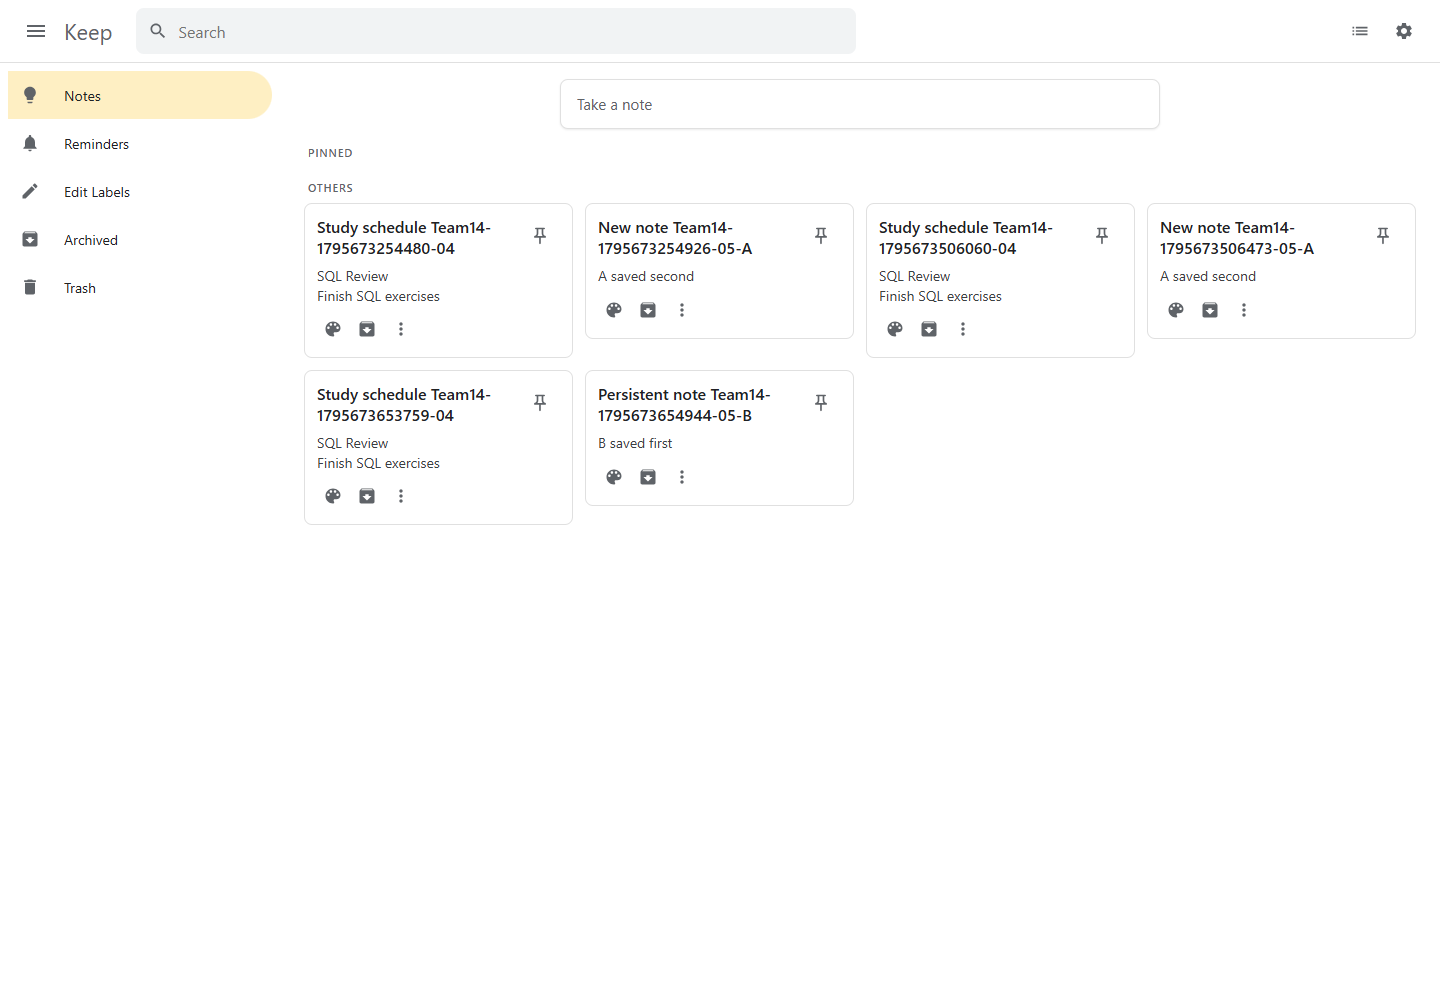 Keep
Search
Notes
Reminders
Edit Labels
Archived
Trash
Take a note
PINNED
OTHERS
Study schedule Team14-
1795673254480-04
SQL Review
Finish SQL exercises
New note Team14-
1795673254926-05-A
A saved second
Study schedule Team14-
1795673506060-04
SQL Review
Finish SQL exercises
New note Team14-
1795673506473-05-A
A saved second
Study schedule Team14-
1795673653759-04
SQL Review
Finish SQL exercises
Persistent note Team14-
1795673654944-05-B
B saved first